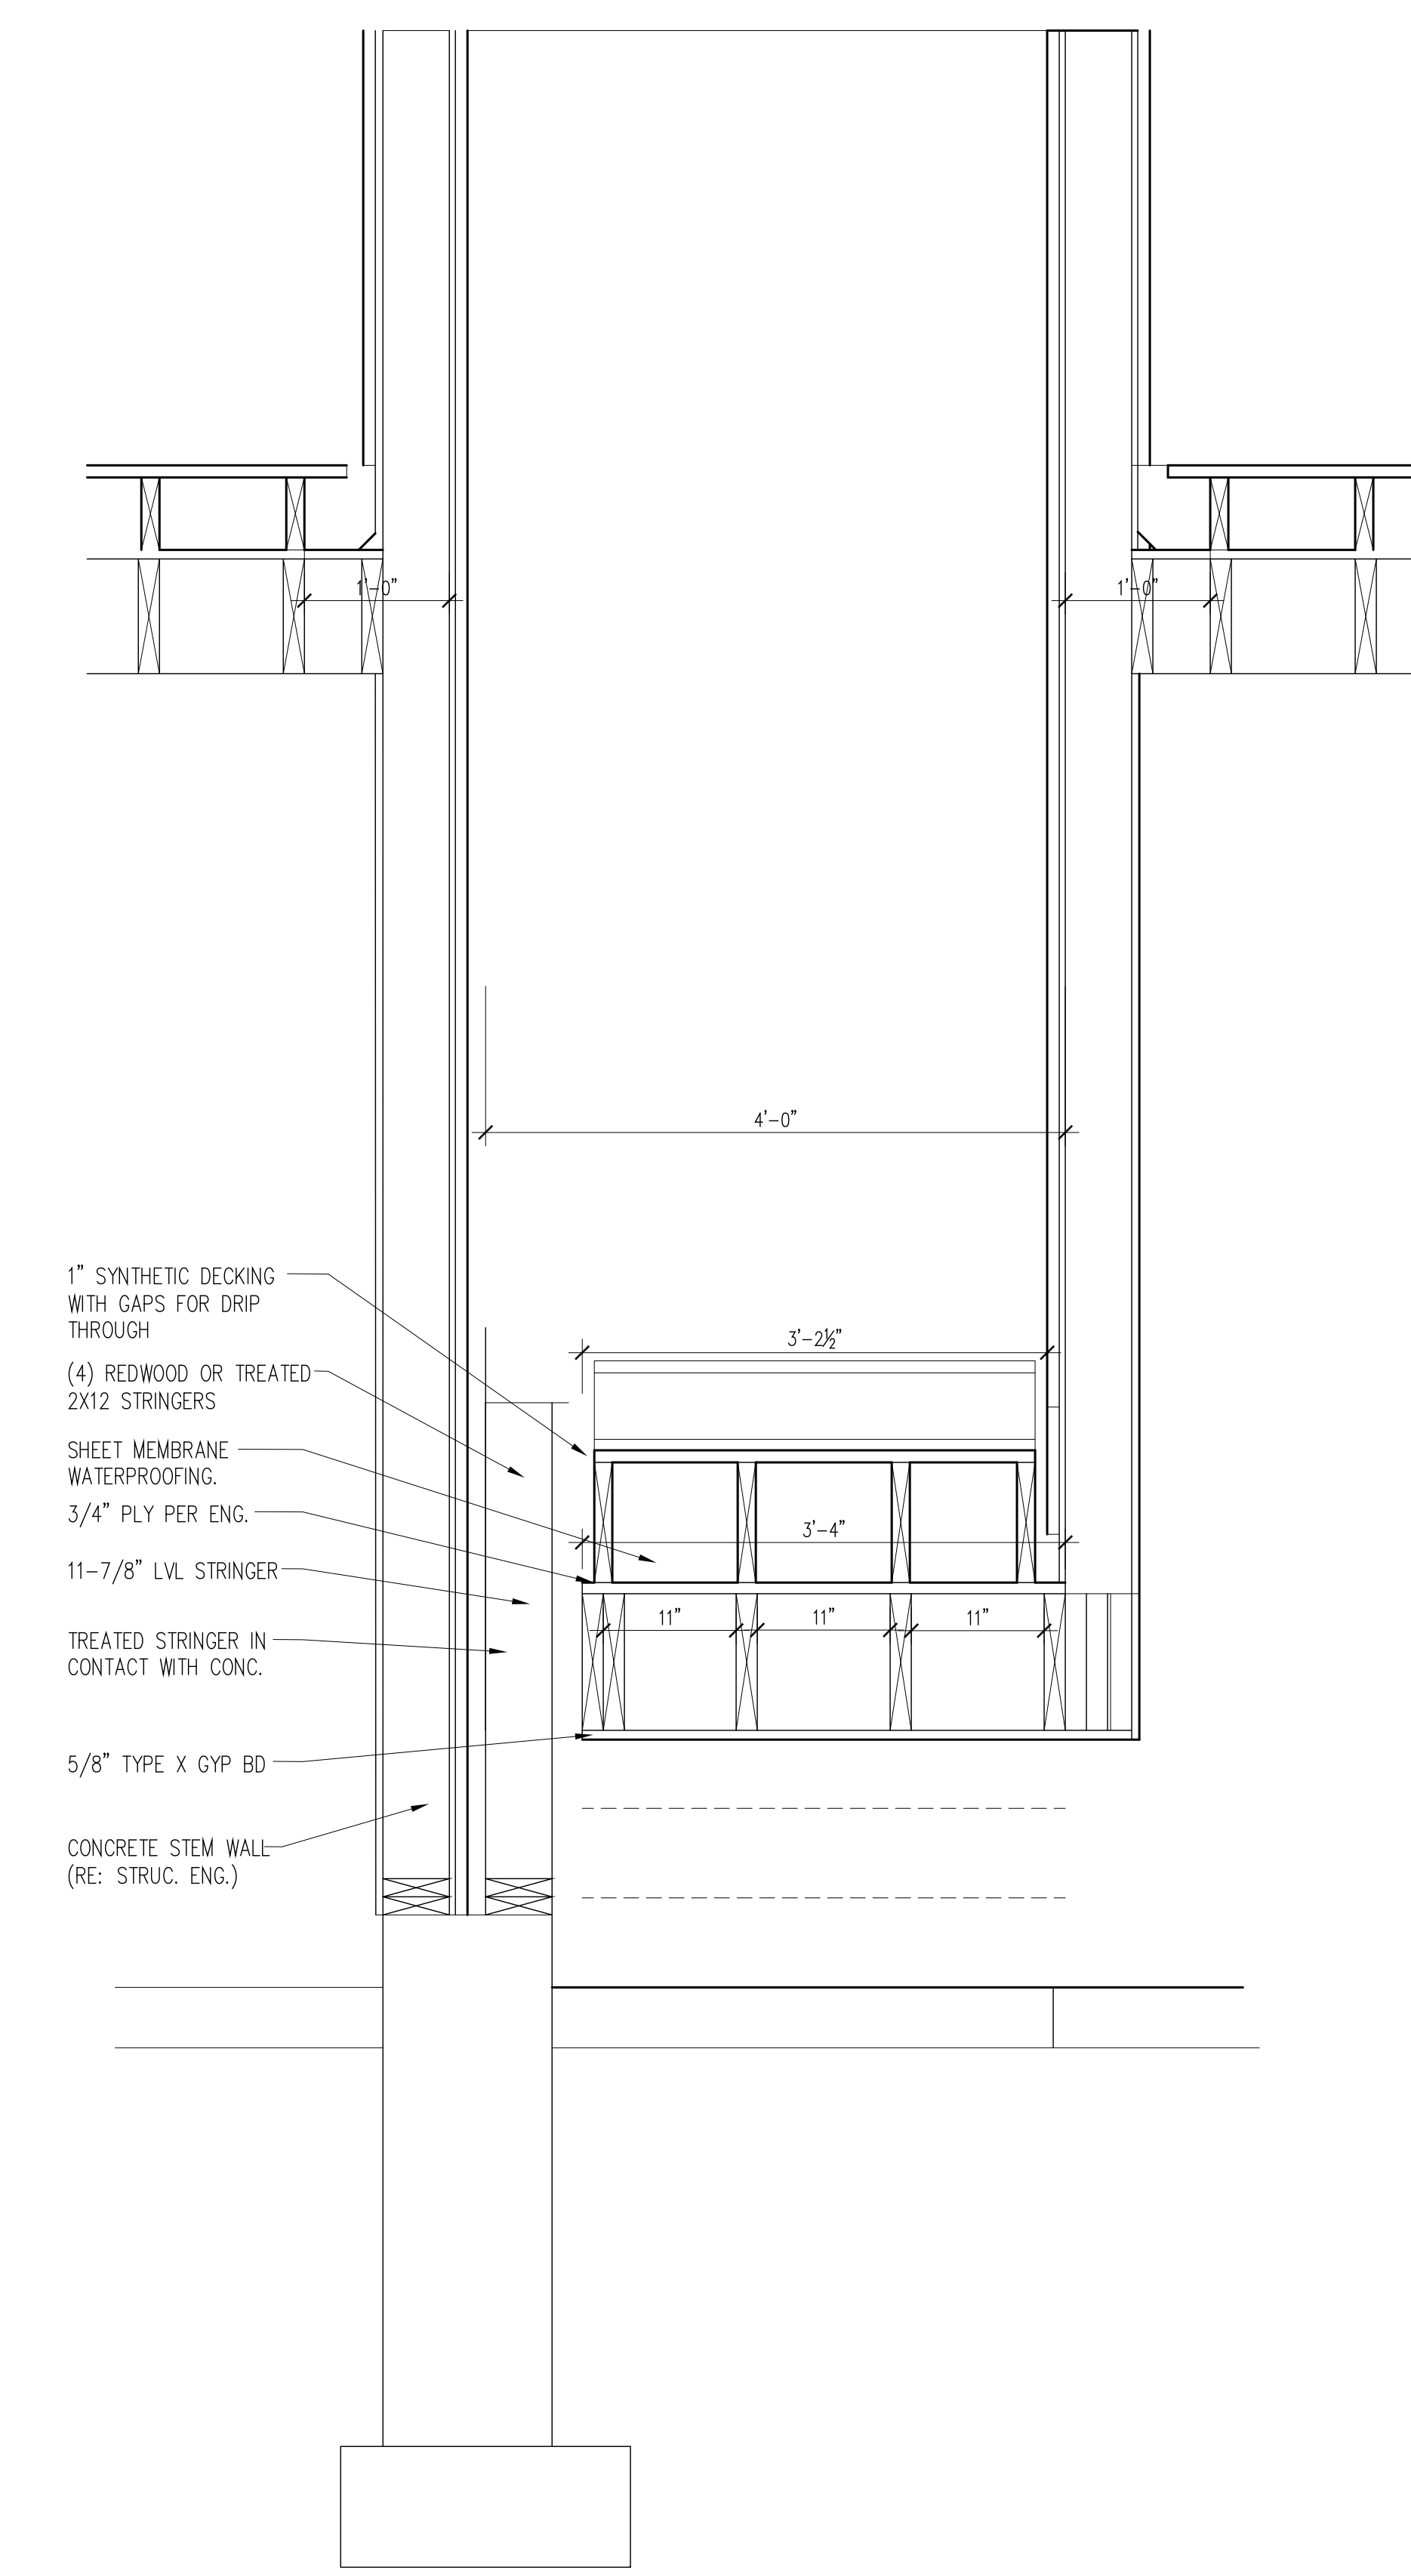 1'-0" 1'-0"
4'-0"
1" SYNTHETIC DECKING
WITH GAPS FOR DRIP
THROUGH
3'-2½"
(4) REDWOOD OR TREATED
2X12 STRINGERS
SHEET MEMBRANE
WATERPROOFING.
3/4" PLY PER ENG.
3'-4"
11-7/8" LVL STRINGER
11" 11" 11"
TREATED STRINGER IN
CONTACT WITH CONC.
5/8" TYPE X GYP BD
CONCRETE STEM WALL
(RE: STRUC. ENG.)